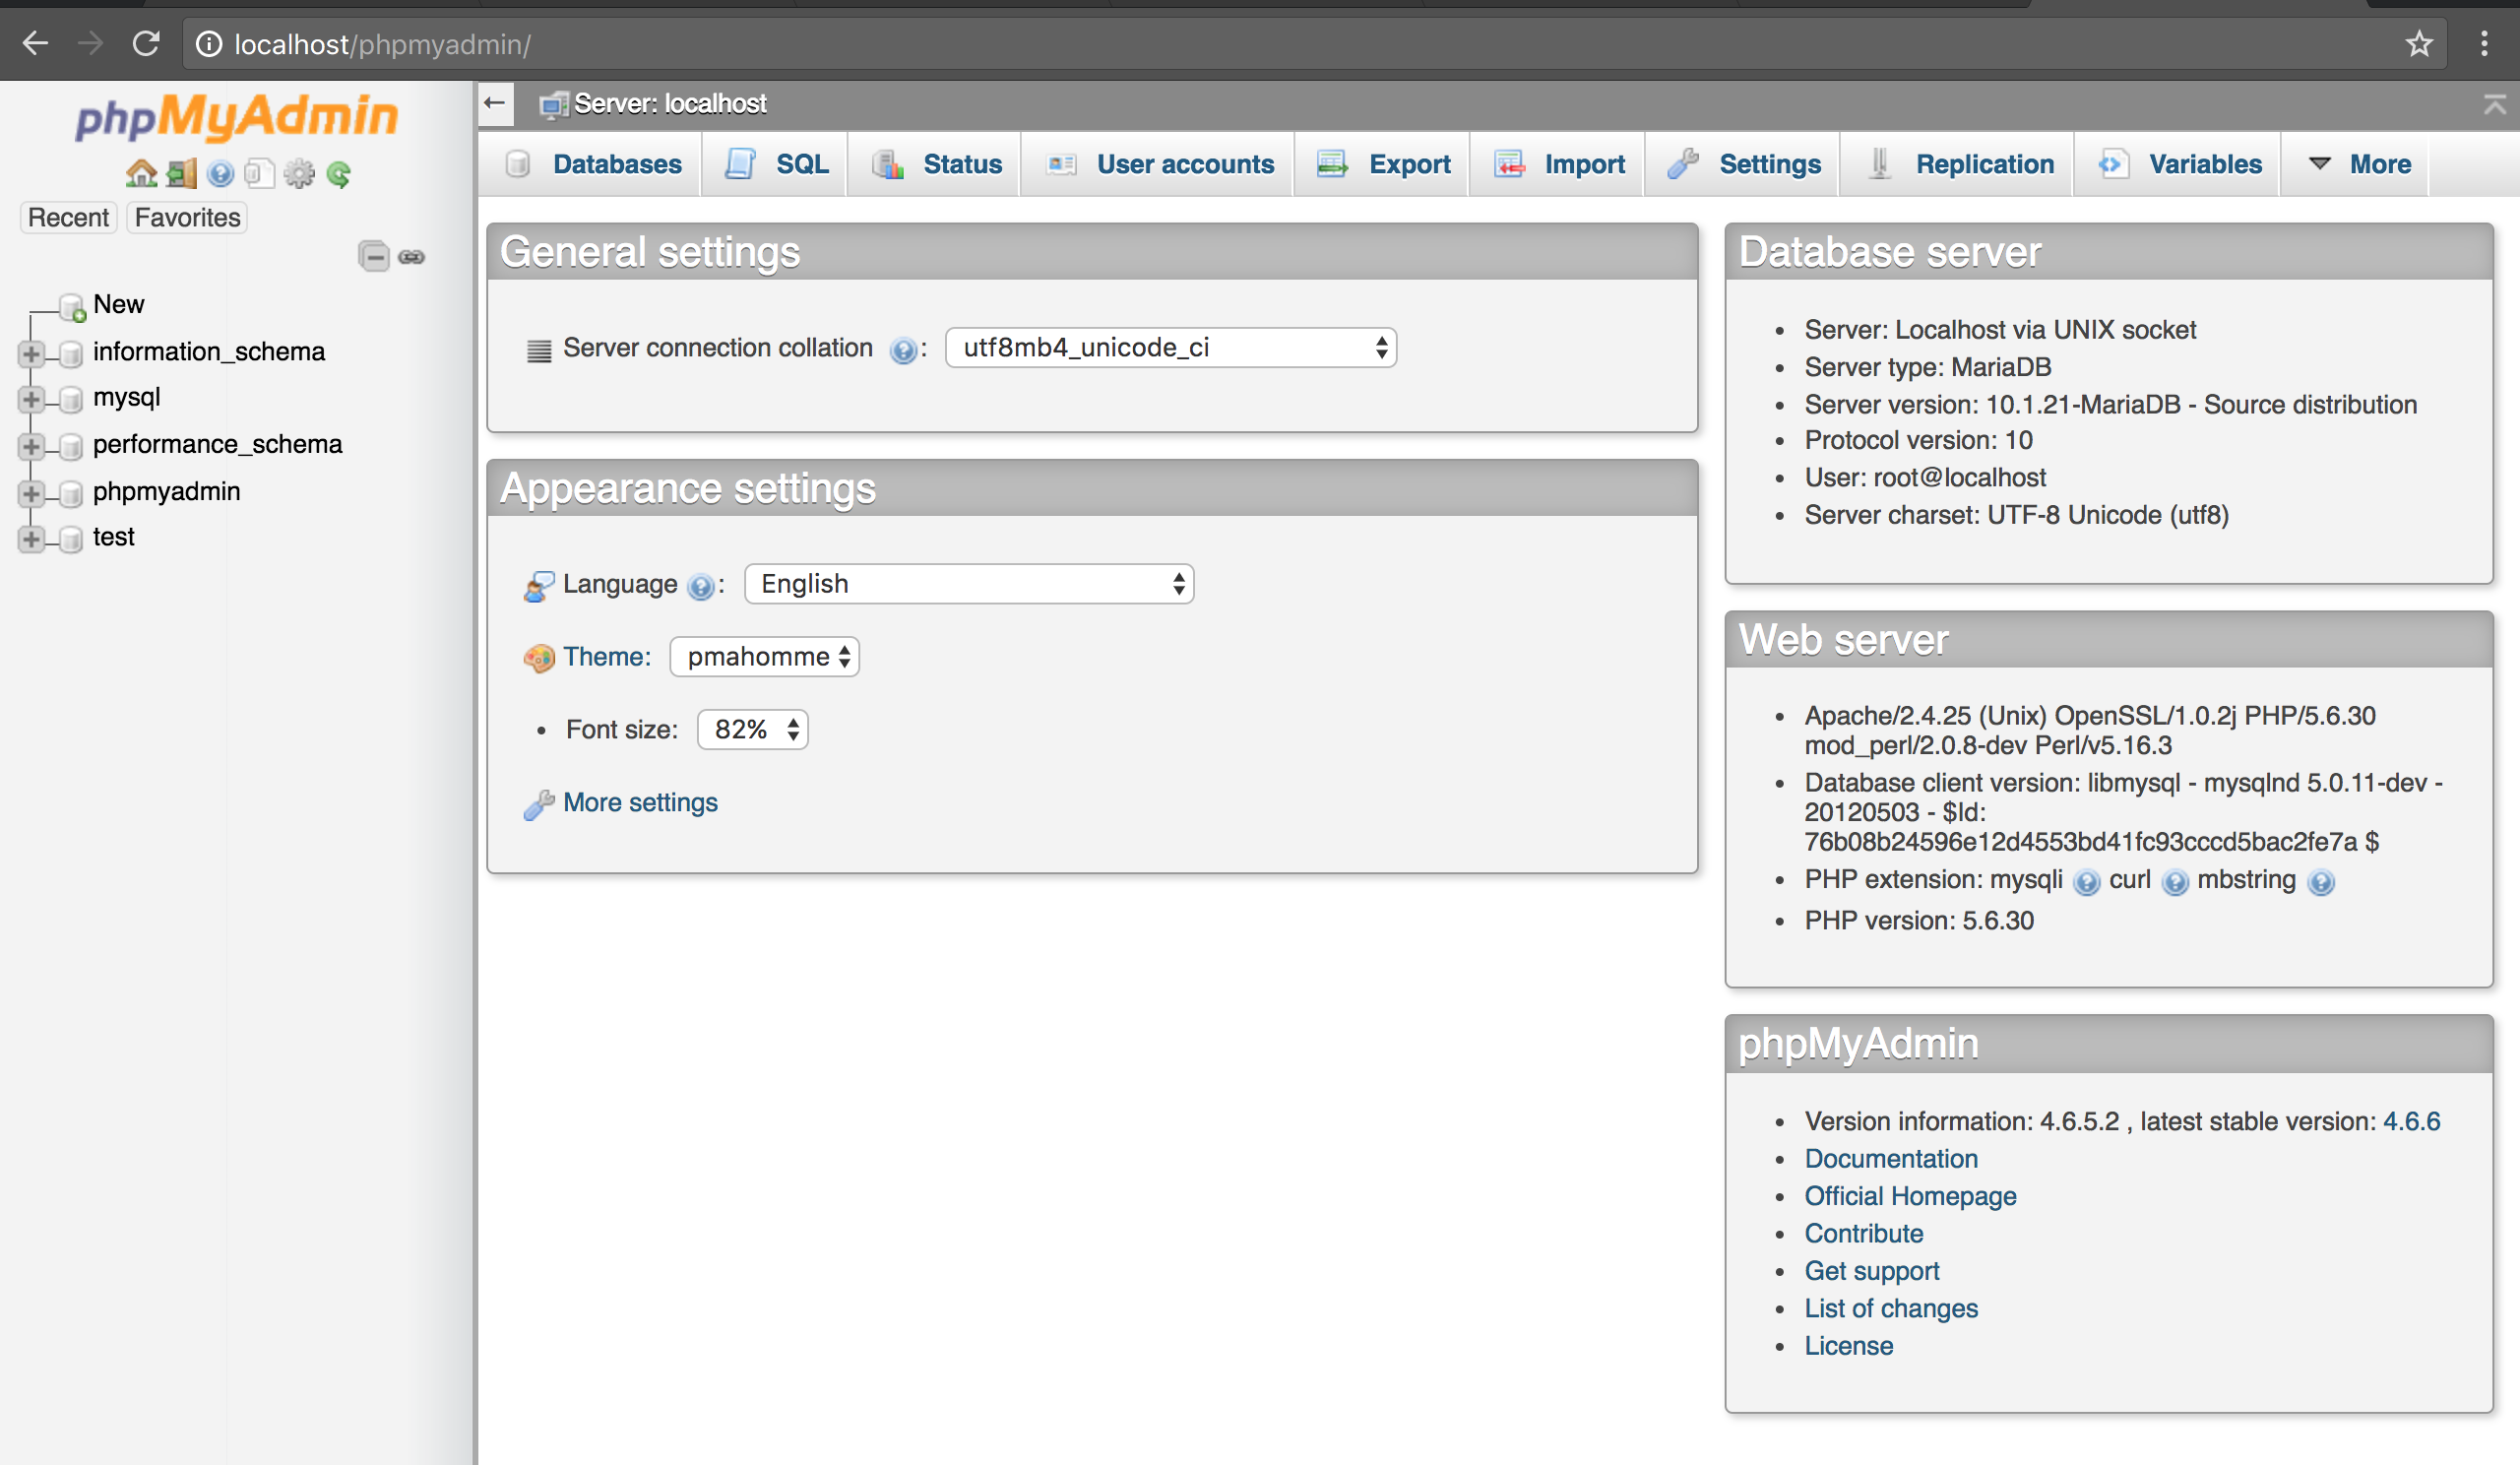 localhost/phpmyadmin/
phpMyAdmin
Recent Favorites
New
information_schema
mysql
performance_schema
phpmyadmin
test
Server: localhost
Databases SQL Status User accounts Export Import Settings Replication Variables More
General settings
Server connection collation : utf8mb4_unicode_ci
Appearance settings
Language : English
Theme: pmahomme
• Font size: 82%
More settings
Database server
• Server: Localhost via UNIX socket
• Server type: MariaDB
• Server version: 10.1.21-MariaDB - Source distribution
• Protocol version: 10
• User: root@localhost
• Server charset: UTF-8 Unicode (utf8)
Web server
• Apache/2.4.25 (Unix) OpenSSL/1.0.2j PHP/5.6.30
mod_perl/2.0.8-dev Perl/v5.16.3
• Database client version: libmysql - mysqlnd 5.0.11-dev -
20120503 - $Id:
76b08b24596e12d4553bd41fc93cccd5bac2fe7a $
• PHP extension: mysqli curl mbstring
• PHP version: 5.6.30
phpMyAdmin
• Version information: 4.6.5.2 , latest stable version: 4.6.6
• Documentation
• Official Homepage
• Contribute
• Get support
• List of changes
• License